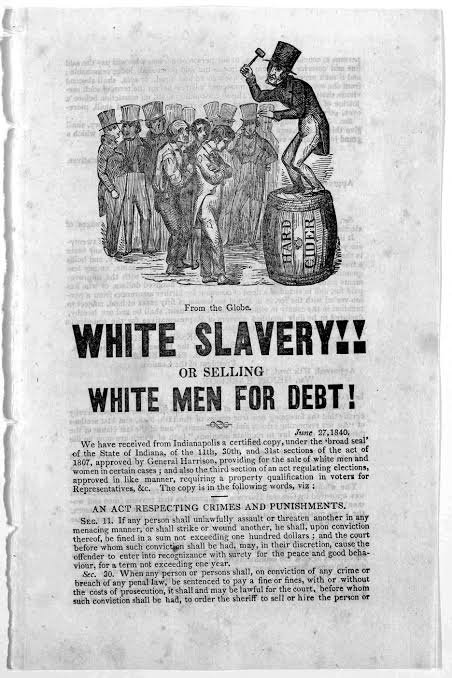 HARD CIDER
From the Globe.
WHITE SLAVERY!!
OR SELLING
WHITE MEN FOR DEBT!
June 27, 1840.
We have received from Indianapolis a certified copy, under the 'broad seal'
of the State of Indiana, of the 11th, 30th, and 31st sections of the act of
1807, approved by General Harrison, providing for the sale of white men and
women in certain cases; and also the third section of an act regulating elections,
approved in like manner, requiring a property qualification in voters for
Representatives, &c. The copy is in the following words, viz:
AN ACT RESPECTING CRIMES AND PUNISHMENTS.
SEC. 11. If any person shall unlawfully assault or threaten another in any
menacing manner, or shall strike or wound another, he shall, upon conviction
thereof, be fined in a sum not exceeding one hundred dollars; and the court
before whom such conviction shall be had, may, in their discretion, cause the
offender to enter into recognizance with surety for the peace and good beha-
viour, for a term not exceeding one year.
Sec. 30. When any person or persons shall, on conviction of any crime or
breach of any penal law, be sentenced to pay a fine or fines, with or without
the costs of prosecution, it shall and may be lawful for the court, before whom
such conviction shall be had, to order the sheriff to sell or hire the person or